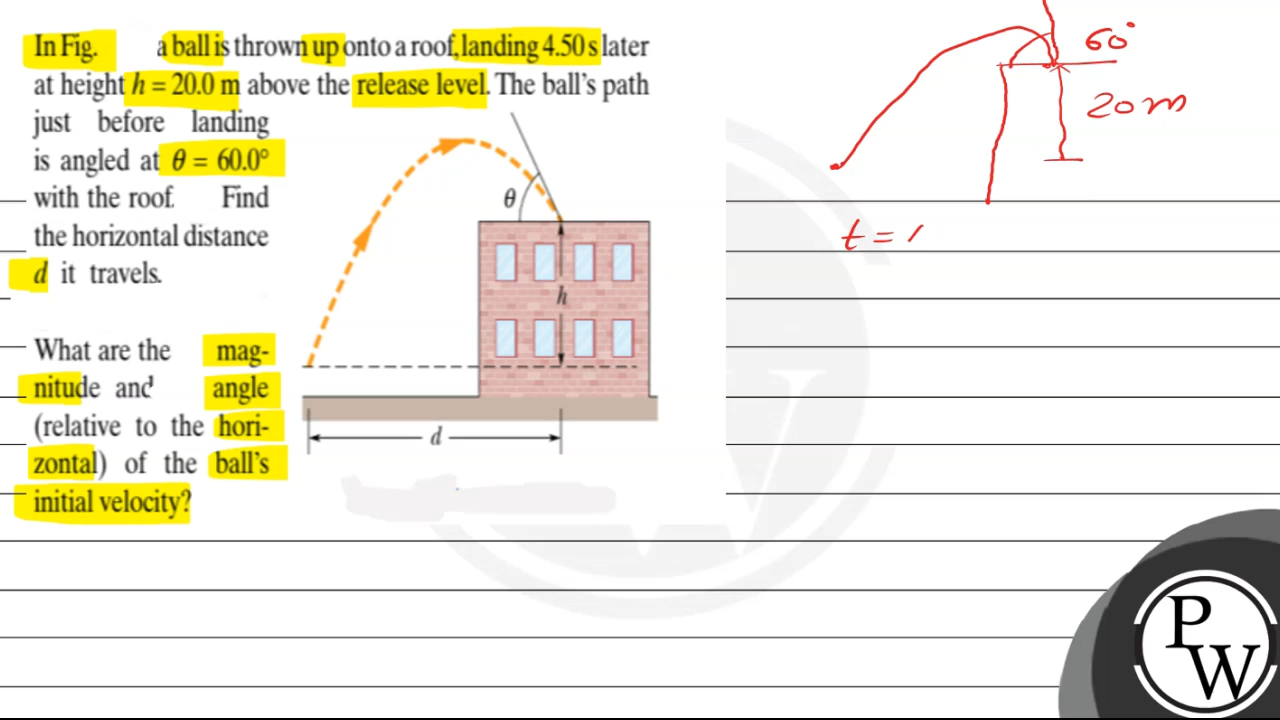 In Fig. a ball is thrown up onto a roof, landing 4.50 s later
at height h = 20.0 m above the release level. The ball's path
just before landing
is angled at θ = 60.0°
with the roof. Find
the horizontal distance
d it travels.
What are the mag-
nitude and angle
(relative to the hori-
zontal) of the ball's
initial velocity?
θ
h
d
60°
20m
t =
P
W